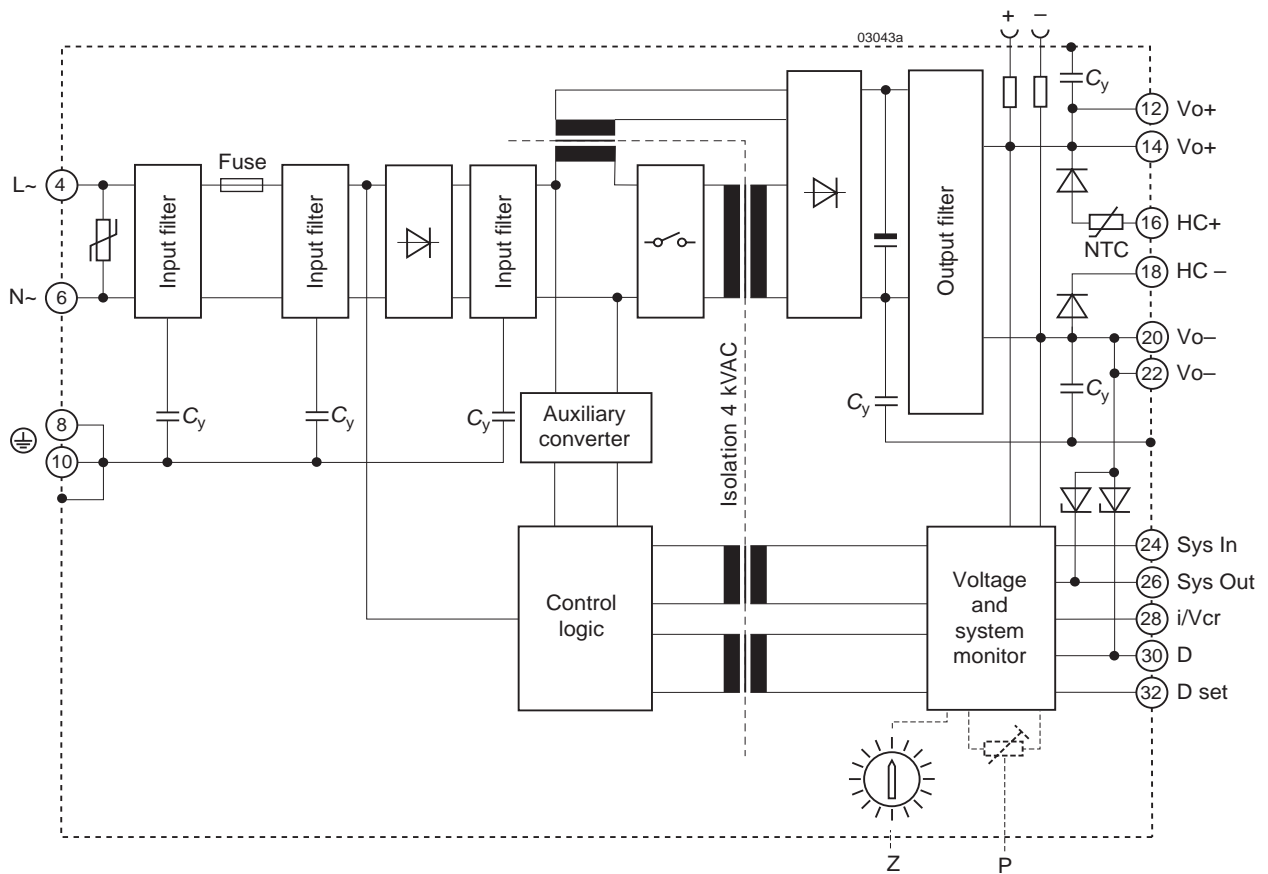 03043a
+ –
Cy
12 Vo+
14 Vo+
16 HC+
NTC
18 HC –
20 Vo–
22 Vo–
Cy
L~ 4
N~ 6
8
10
Input filter
Fuse
Input filter
Input filter
Output filter
Cy
Cy
Cy
Cy
Auxiliary
converter
Isolation 4 kVAC
Control
logic
Voltage
and
system
monitor
24 Sys In
26 Sys Out
28 i/Vcr
30 D
32 D set
Z
P